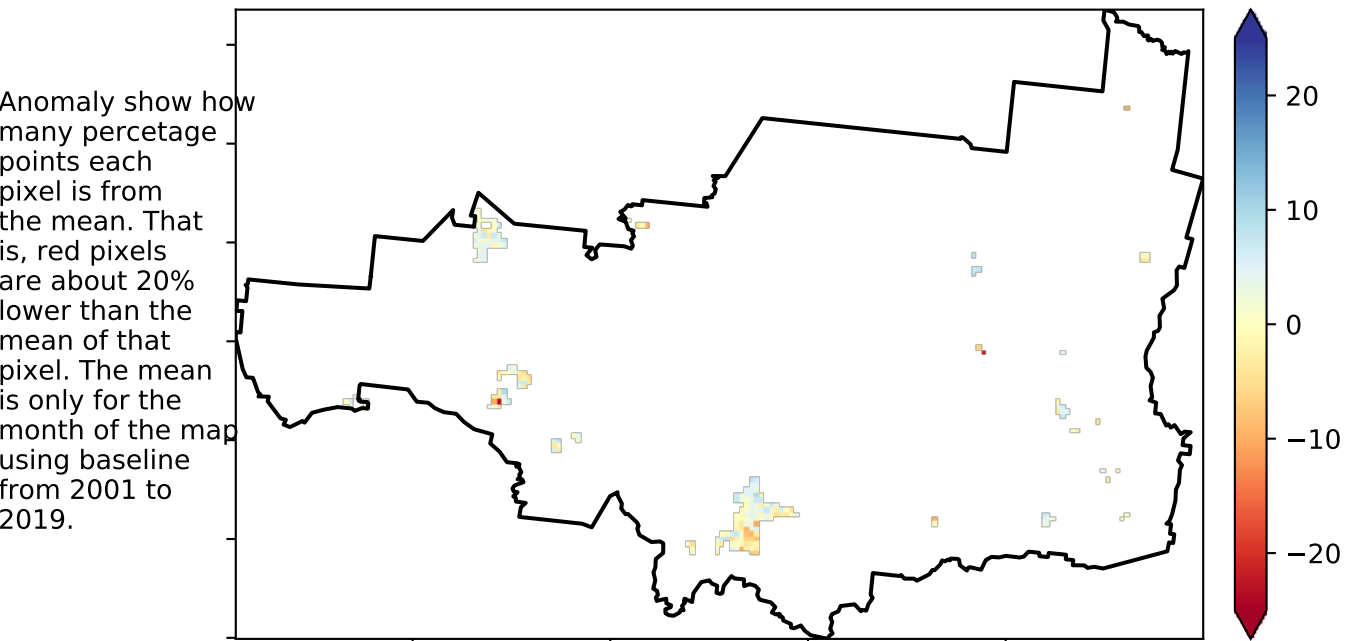 Anomaly show how
many percetage
points each
pixel is from
the mean. That
is, red pixels
are about 20%
lower than the
mean of that
pixel. The mean
is only for the
month of the map
using baseline
from 2001 to
2019.
20
10
0
−10
−20